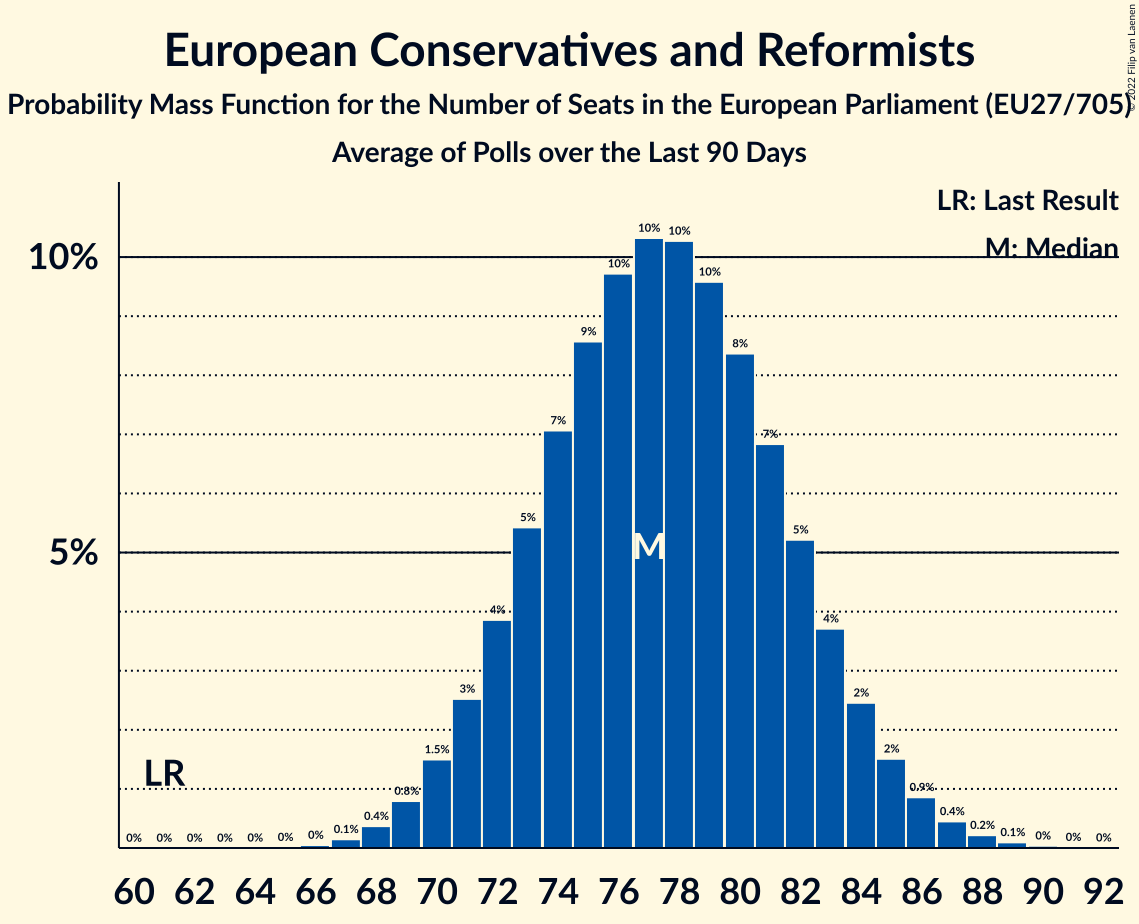 European Conservatives and Reformists
Probability Mass Function for the Number of Seats in the European Parliament (EU27/705)
Average of Polls over the Last 90 Days
© 2022 Filip van Laenen
LR: Last Result
M: Median
10%
5%
LR
M
0% 0% 0% 0% 0% 0% 0% 0.1% 0.4% 0.8% 1.5% 3% 4% 5% 7% 9% 10% 10% 10% 10% 8% 7% 5% 4% 2% 2% 0.9% 0.4% 0.2% 0.1% 0% 0% 0%
60 62 64 66 68 70 72 74 76 78 80 82 84 86 88 90 92